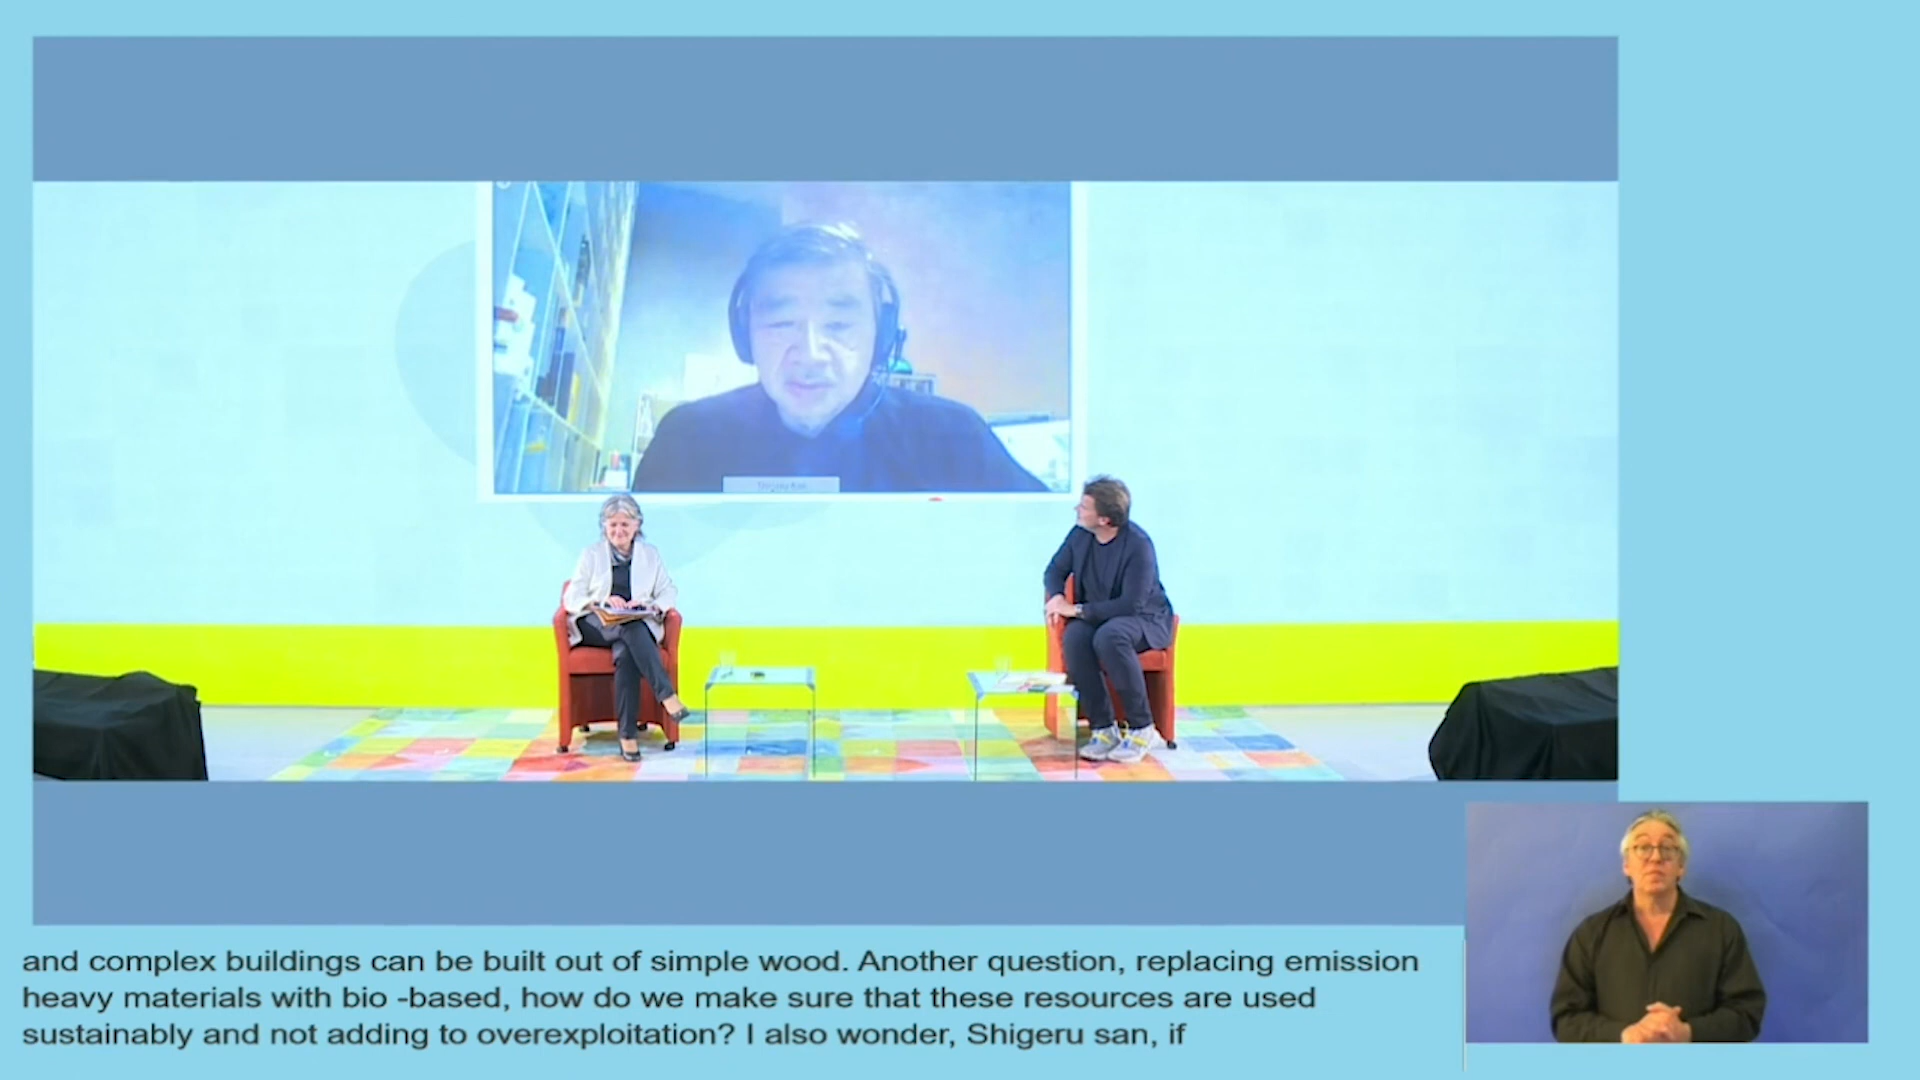 and complex buildings can be built out of simple wood. Another question, replacing emission
heavy materials with bio -based, how do we make sure that these resources are used
sustainably and not adding to overexploitation? I also wonder, Shigeru san, if